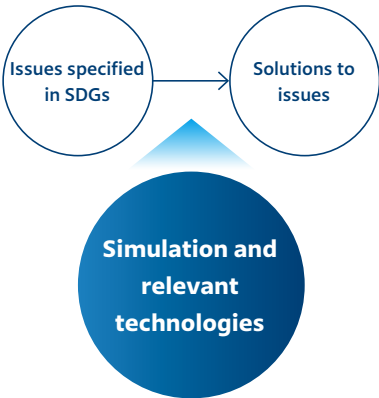 Issues specified
in SDGs
Solutions to
issues
Simulation and
relevant
technologies